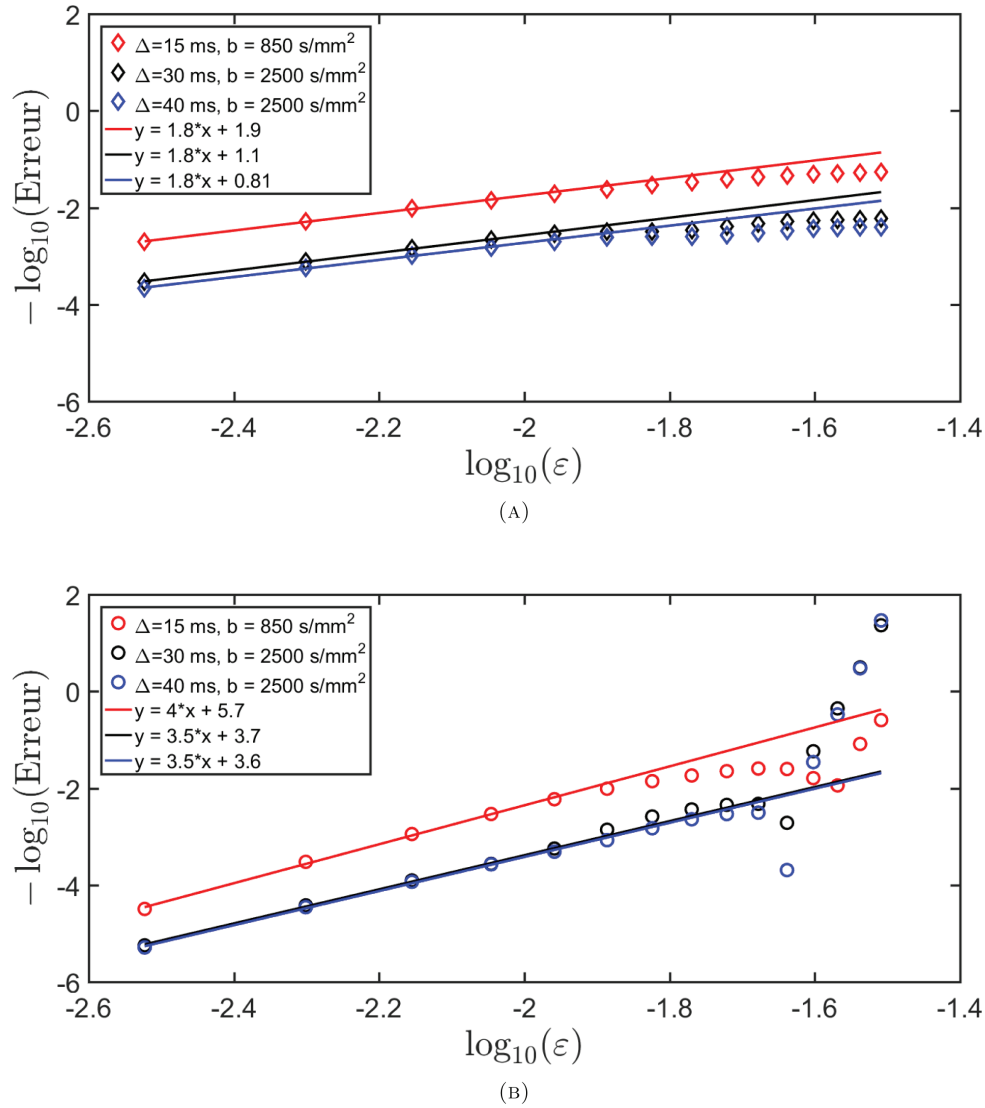 2
0
-2
-4
-6
− log₁₀(Erreur)
Δ=15 ms, b = 850 s/mm²
Δ=30 ms, b = 2500 s/mm²
Δ=40 ms, b = 2500 s/mm²
y = 1.8*x + 1.9
y = 1.8*x + 1.1
y = 1.8*x + 0.81
-2.6 -2.4 -2.2 -2 -1.8 -1.6 -1.4
log₁₀(ε)
(A)
2
0
-2
-4
-6
− log₁₀(Erreur)
Δ=15 ms, b = 850 s/mm²
Δ=30 ms, b = 2500 s/mm²
Δ=40 ms, b = 2500 s/mm²
y = 4*x + 5.7
y = 3.5*x + 3.7
y = 3.5*x + 3.6
-2.6 -2.4 -2.2 -2 -1.8 -1.6 -1.4
log₁₀(ε)
(B)